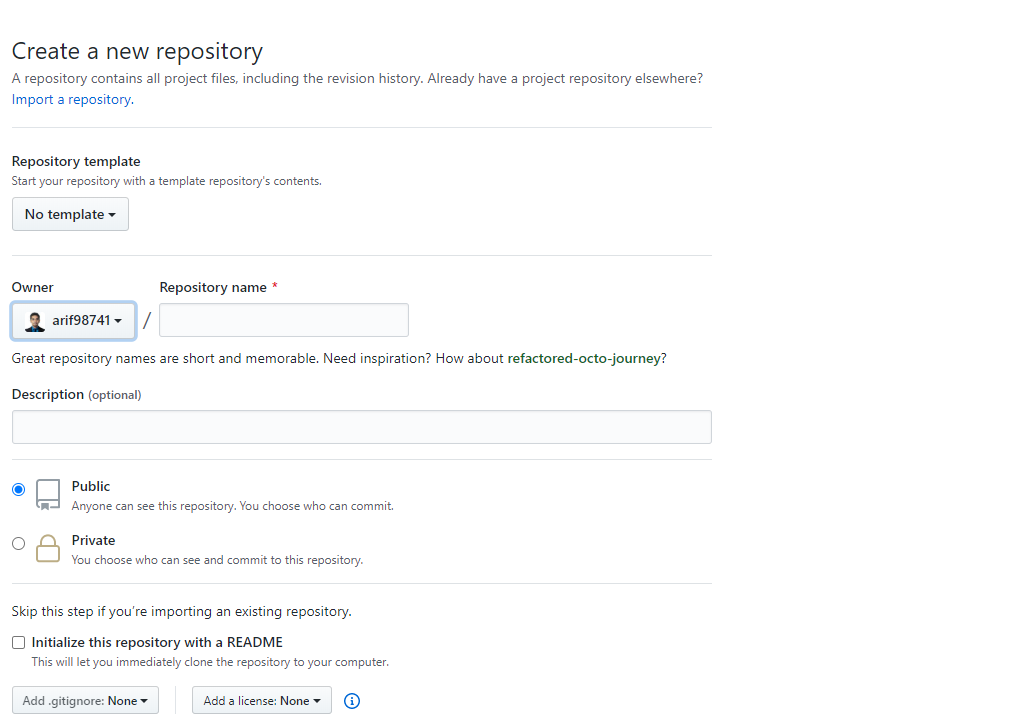 Create a new repository
A repository contains all project files, including the revision history. Already have a project repository elsewhere?
Import a repository.
Repository template
Start your repository with a template repository's contents.
No template
Owner
Repository name *
arif98741
/
Great repository names are short and memorable. Need inspiration? How about refactored-octo-journey?
Description (optional)
Public
Anyone can see this repository. You choose who can commit.
Private
You choose who can see and commit to this repository.
Skip this step if you're importing an existing repository.
Initialize this repository with a README
This will let you immediately clone the repository to your computer.
Add .gitignore: None
Add a license: None